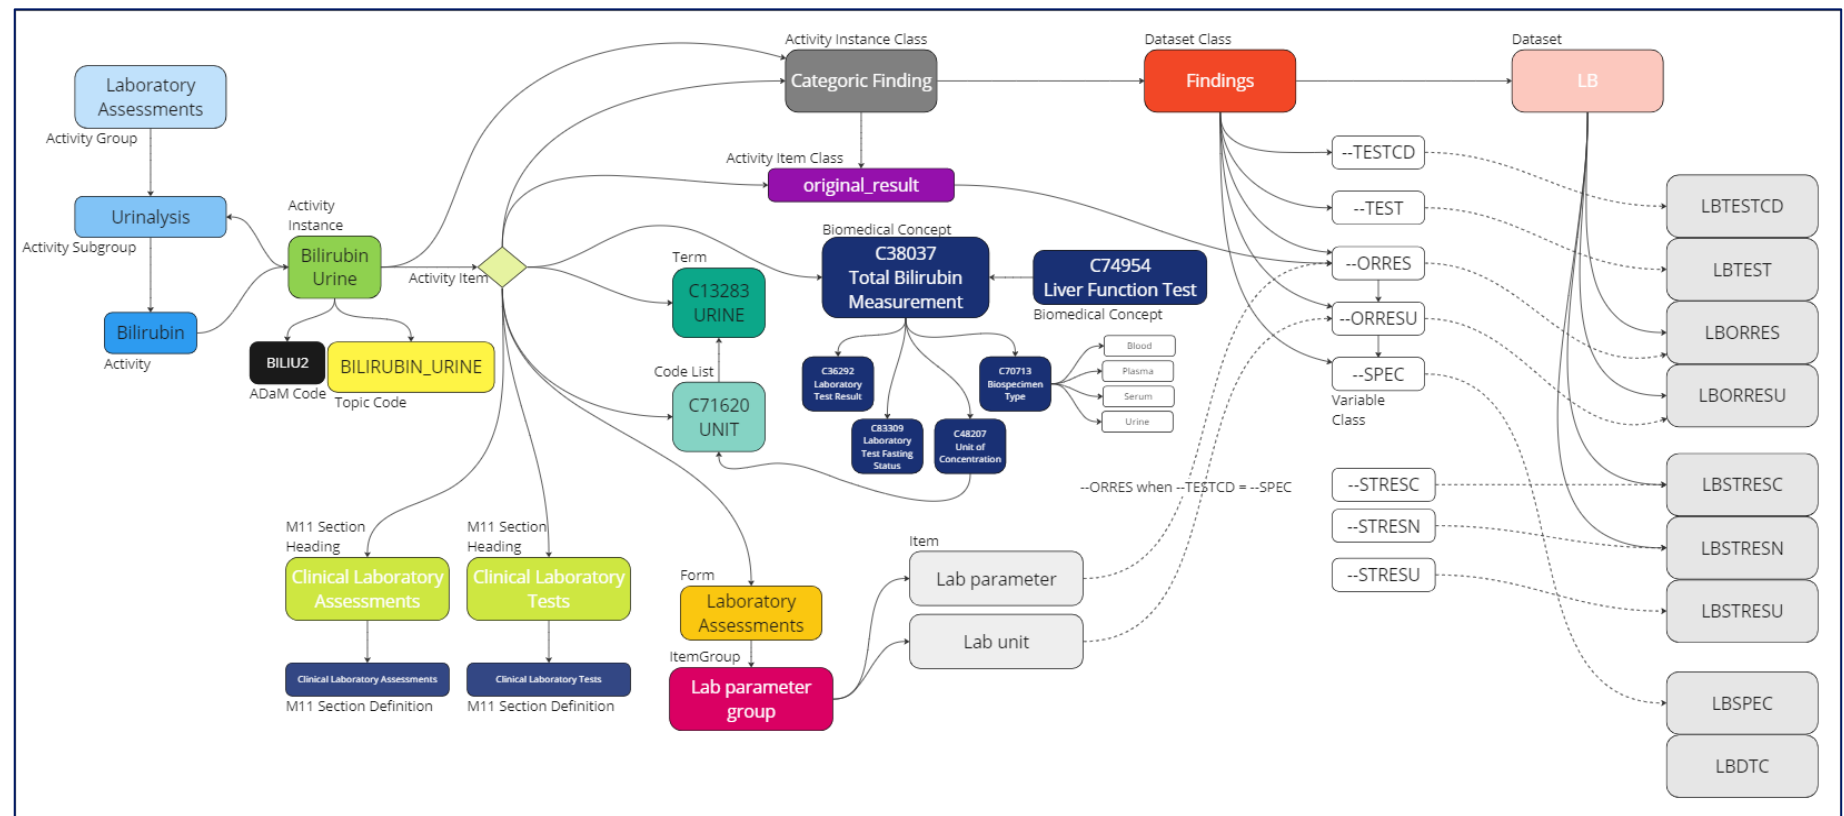 Laboratory
Assessments
Activity Group
Urinalysis
Activity Subgroup
Bilirubin
Activity
Activity
Instance
Bilirubin
Urine
BILIU2
ADaM Code
BILIRUBIN_URINE
Topic Code
Activity Item
Activity Instance Class
Categoric Finding
Activity Item Class
original_result
Term
C13283
URINE
Code List
C71620
UNIT
Biomedical Concept
C38037
Total Bilirubin
Measurement
C74954
Liver Function Test
Biomedical Concept
C36292
Laboratory
Test Result
C83309
Laboratory
Test Fasting
Status
C48207
Unit of
Concentration
C70713
Biospecimen
Type
Blood
Plasma
Serum
Urine
M11 Section
Heading
Clinical Laboratory
Assessments
Clinical Laboratory Assessments
M11 Section Definition
M11 Section
Heading
Clinical Laboratory
Tests
Clinical Laboratory Tests
M11 Section Definition
Form
Laboratory
Assessments
ItemGroup
Lab parameter
group
Item
Lab parameter
Lab unit
--ORRES when --TESTCD = --SPEC
Dataset Class
Findings
--TESTCD
--TEST
--ORRES
--ORRESU
--SPEC
Variable
Class
--STRESC
--STRESN
--STRESU
Dataset
LB
LBTESTCD
LBTEST
LBORRES
LBORRESU
LBSTRESC
LBSTRESN
LBSTRESU
LBSPEC
LBDTC